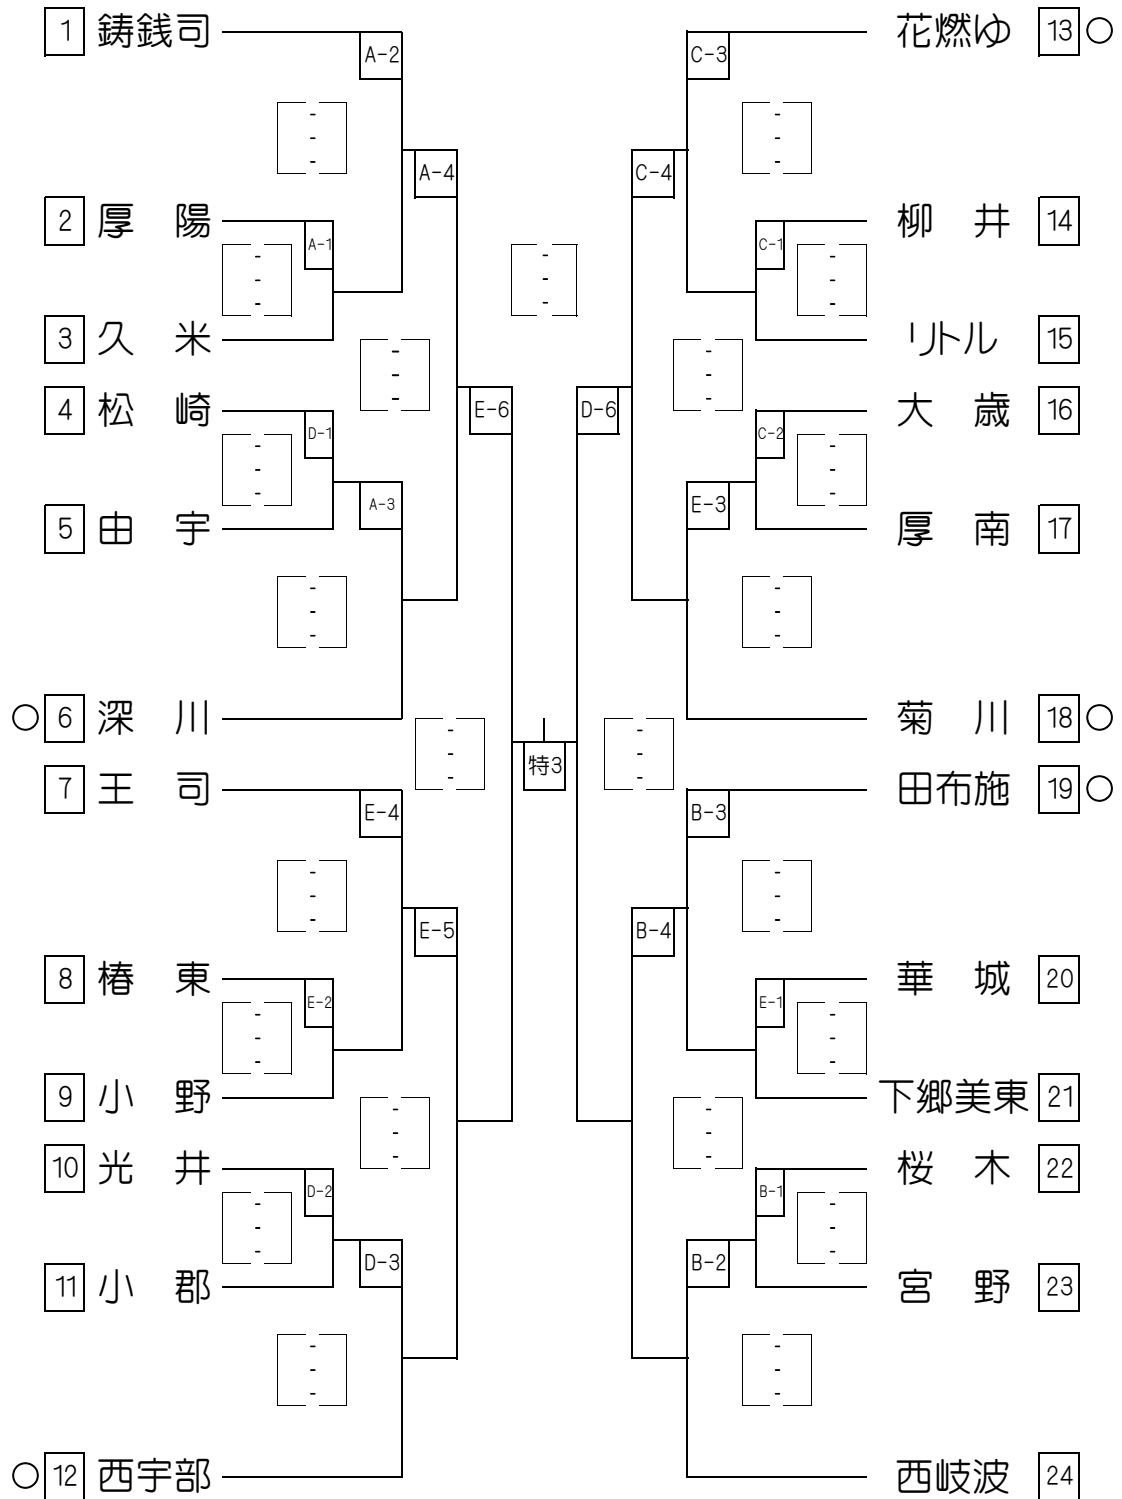 1 鋳銭司 A-2 C-3 花燃ゆ 13 ○
- -
- -
- -
A-4 C-4
2 厚 陽 A-1 C-1 柳 井 14
- - -
- - -
- - -
3 久 米 リトル 15
- -
- -
- -
4 松 崎 D-1 E-6 D-6 C-2 大 歳 16
- -
- -
- -
5 由 宇 A-3 E-3 厚 南 17
- -
- -
- -
○ 6 深 川 菊 川 18 ○
- -
- -
- -
特3
7 王 司 E-4 B-3 田布施 19 ○
- -
- -
- -
E-5 B-4
8 椿 東 E-2 E-1 華 城 20
- -
- -
- -
9 小 野 下郷美東 21
- -
- -
- -
10 光 井 D-2 B-1 桜 木 22
- -
- -
- -
11 小 郡 D-3 B-2 宮 野 23
- -
- -
- -
○ 12 西宇部 西岐波 24